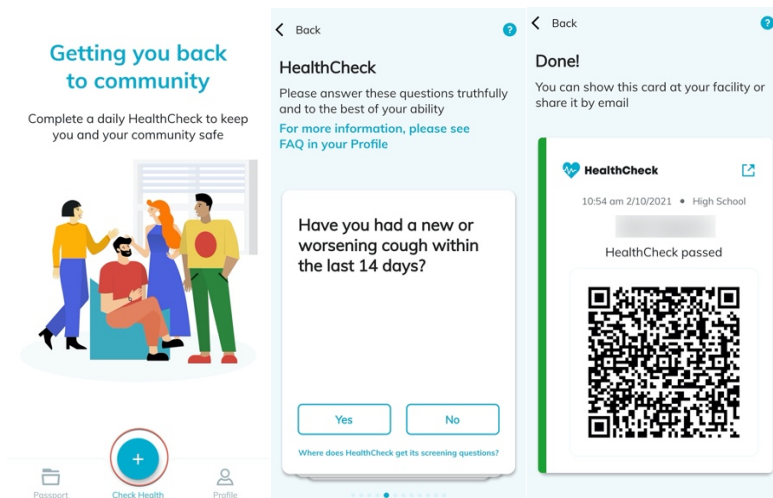 Getting you back
to community
Complete a daily HealthCheck to keep
you and your community safe
Passport
Check Health
Profile
Back
?
HealthCheck
Please answer these questions truthfully
and to the best of your ability
For more information, please see
FAQ in your Profile
Have you had a new or
worsening cough within
the last 14 days?
Yes
No
Where does HealthCheck get its screening questions?
Back
?
Done!
You can show this card at your facility or
share it by email
HealthCheck
10:54 am 2/10/2021 • High School
HealthCheck passed